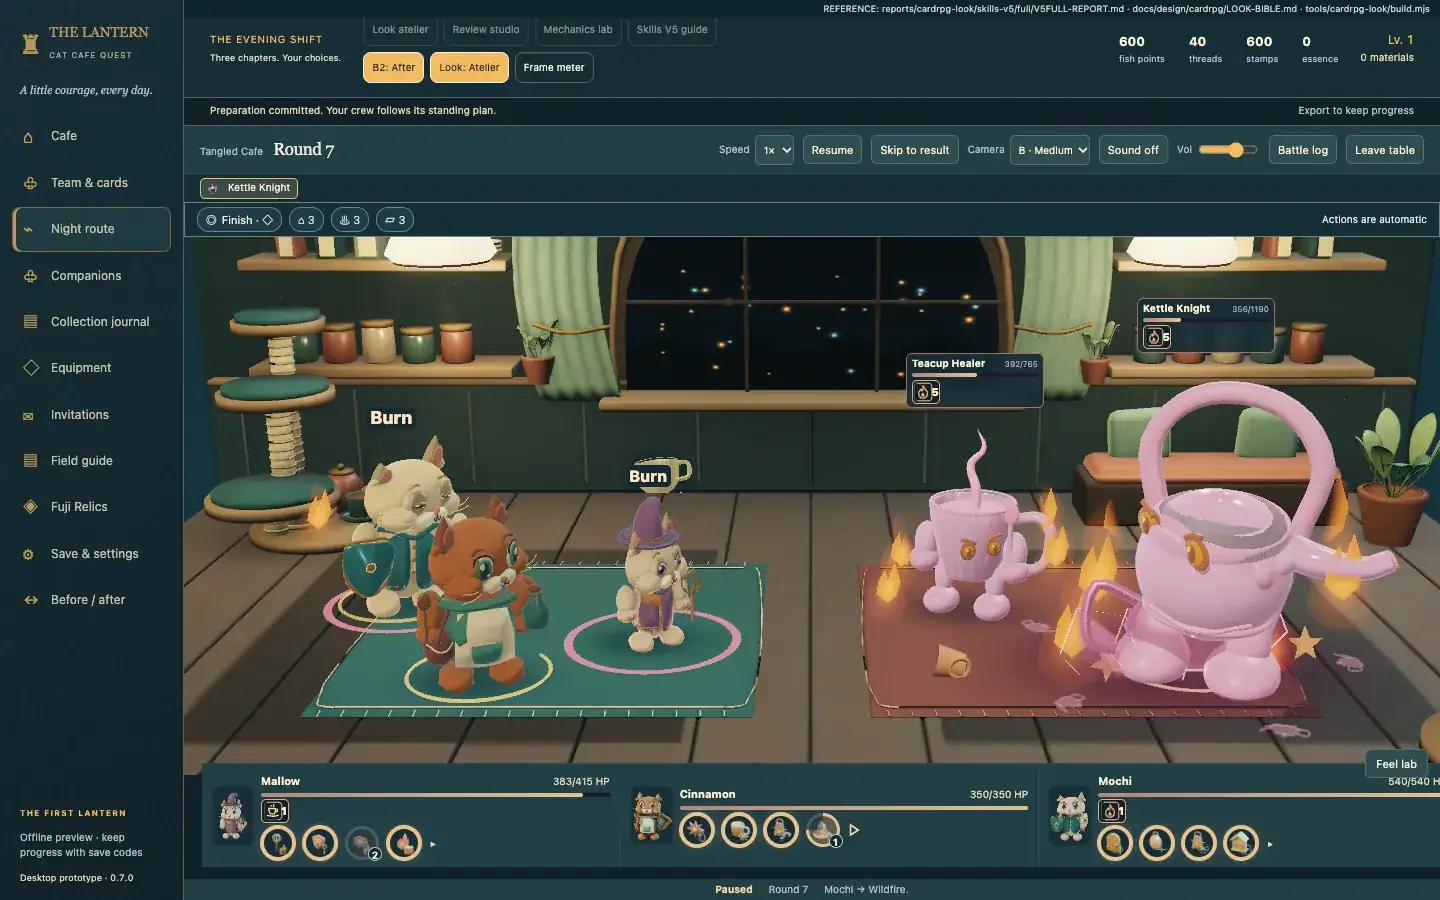 REFERENCE: reports/cardrpg-look/skills-v5/full/V5FULL-REPORT.md · docs/design/cardrpg/LOOK-BIBLE.md · tools/cardrpg-look/build.mjs
THE LANTERN
CAT CAFE QUEST
A little courage, every day.
Cafe
Team & cards
Night route
Companions
Collection journal
Equipment
Invitations
Field guide
Fuji Relics
Save & settings
Before / after
THE FIRST LANTERN
Offline preview · keep
progress with save codes
Desktop prototype · 0.7.0
THE EVENING SHIFT
Three chapters. Your choices.
Look atelier
Review studio
Mechanics lab
Skills V5 guide
B2: After
Look: Atelier
Frame meter
600
fish points
40
threads
600
stamps
0
essence
Lv. 1
0 materials
Preparation committed. Your crew follows its standing plan.
Export to keep progress
Tangled Cafe
Round 7
Speed
1x
Resume
Skip to result
Camera
B · Medium
Sound off
Vol
Battle log
Leave table
Kettle Knight
Finish ·
3
3
3
Actions are automatic
Kettle Knight 356/1190
5
Teacup Healer 392/765
5
Burn
Burn
Feel lab
Mallow 383/415 HP
1
2
Cinnamon 350/350 HP
1
Mochi 540/540 H
1
Paused Round 7 Mochi → Wildfire.